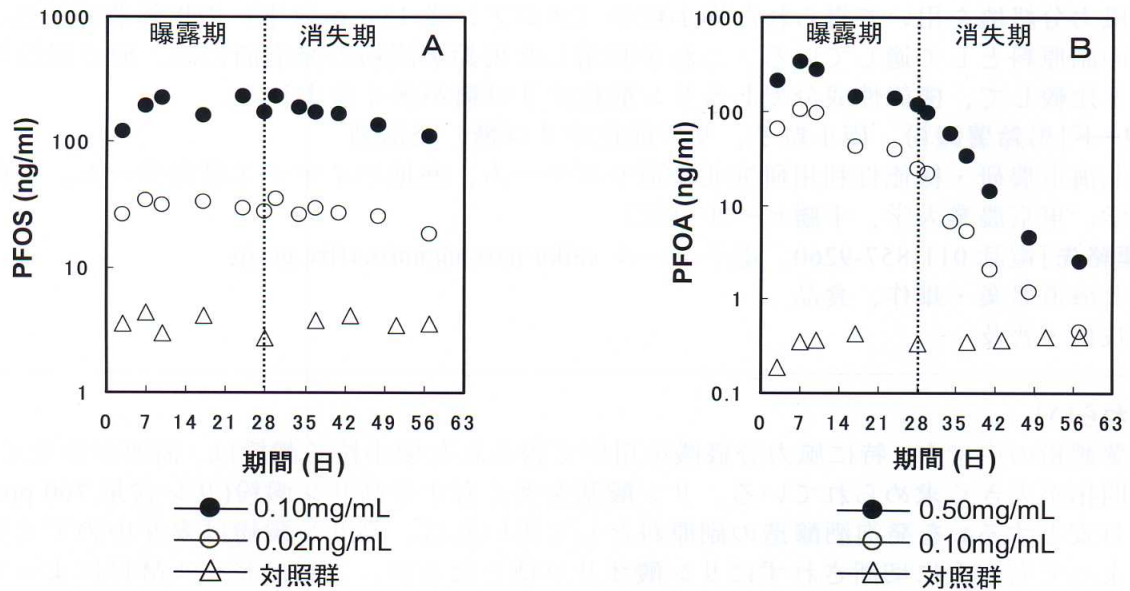 1000
100
10
1
PFOS (ng/ml)
曝露期
消失期
A
0 7 14 21 28 35 42 49 56 63
期間 (日)
0.10mg/mL
0.02mg/mL
対照群
1000
100
10
1
0.1
PFOA (ng/ml)
曝露期
消失期
B
0 7 14 21 28 35 42 49 56 63
期間 (日)
0.50mg/mL
0.10mg/mL
対照群